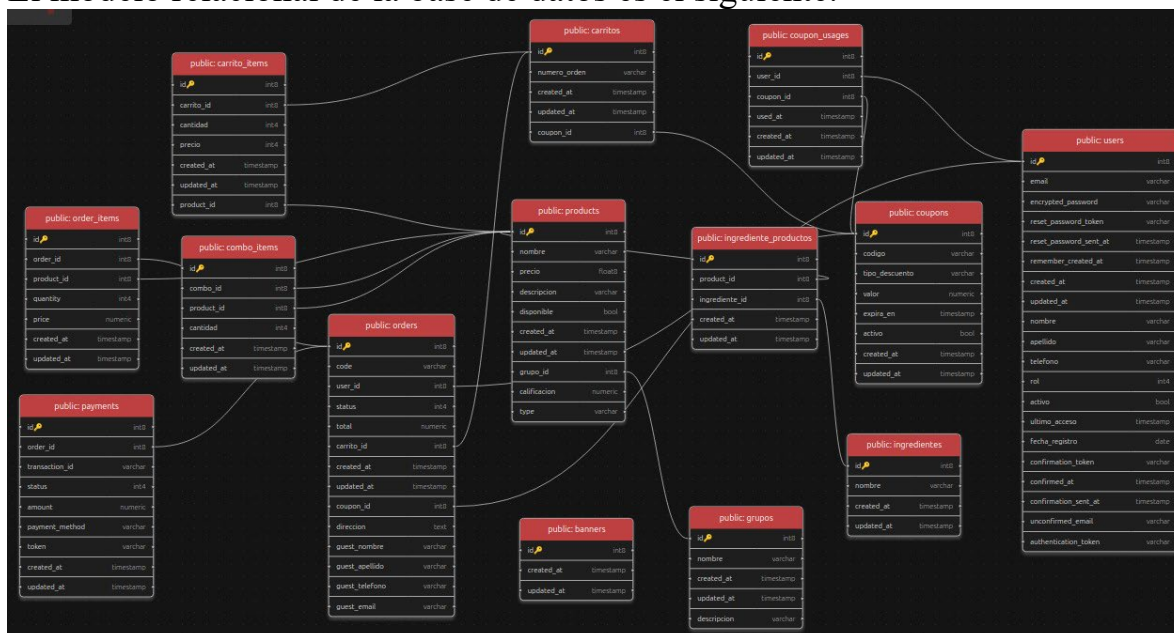 El modelo relacional de la base de datos es el siguiente:
public: carrito_items
id int8
carrito_id int8
cantidad int4
precio int4
created_at timestamp
updated_at timestamp
product_id int8
public: carritos
id int8
numero_orden varchar
created_at timestamp
updated_at timestamp
coupon_id int8
public: coupon_usages
id int8
user_id int8
coupon_id int8
used_at timestamp
created_at timestamp
updated_at timestamp
public: users
id int8
email varchar
encrypted_password varchar
reset_password_token varchar
reset_password_sent_at timestamp
remember_created_at timestamp
created_at timestamp
updated_at timestamp
nombre varchar
apellido varchar
telefono varchar
rol int4
activo bool
ultimo_acceso timestamp
fecha_registro date
confirmation_token varchar
confirmed_at timestamp
confirmation_sent_at timestamp
unconfirmed_email varchar
authentication_token varchar
public: order_items
id int8
order_id int8
product_id int8
quantity int4
price numeric
created_at timestamp
updated_at timestamp
public: combo_items
id int8
combo_id int8
product_id int8
cantidad int4
created_at timestamp
updated_at timestamp
public: products
id int8
nombre varchar
precio float8
descripcion varchar
disponible bool
created_at timestamp
updated_at timestamp
grupo_id int8
calificacion numeric
type varchar
public: ingrediente_productos
id int8
product_id int8
ingrediente_id int8
created_at timestamp
updated_at timestamp
public: coupons
id int8
codigo varchar
tipo_descuento varchar
valor numeric
expira_en timestamp
activo bool
created_at timestamp
updated_at timestamp
public: payments
id int8
order_id int8
transaction_id varchar
status int4
amount numeric
payment_method varchar
token varchar
created_at timestamp
updated_at timestamp
public: orders
id int8
code varchar
user_id int8
status int4
total numeric
carrito_id int8
created_at timestamp
updated_at timestamp
coupon_id int8
direccion text
guest_nombre varchar
guest_apellido varchar
guest_telefono varchar
guest_email varchar
public: banners
id int8
created_at timestamp
updated_at timestamp
public: grupos
id int8
nombre varchar
created_at timestamp
updated_at timestamp
descripcion varchar
public: ingredientes
id int8
nombre varchar
created_at timestamp
updated_at timestamp